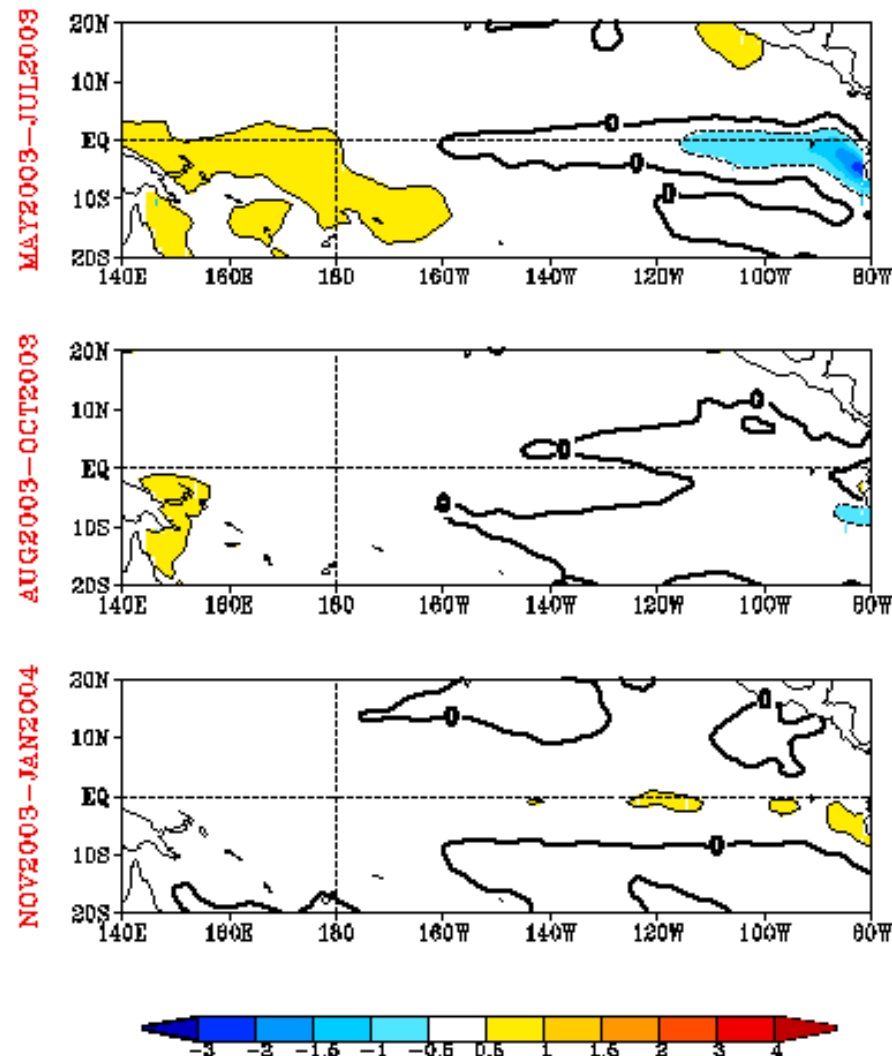 MAY2003-JUL2003
20N
10N
EQ
10S
20S
0
0
0
140E 160E 180 160W 140W 120W 100W 80W
AUG2003-OCT2003
20N
10N
EQ
10S
20S
0
0
0
140E 160E 180 160W 140W 120W 100W 80W
NOV2003-JAN2004
20N
10N
EQ
10S
20S
0
0
0
140E 160E 180 160W 140W 120W 100W 80W
-3 -2 -1.5 -1 -0.5 0.5 1 1.5 2 3 4